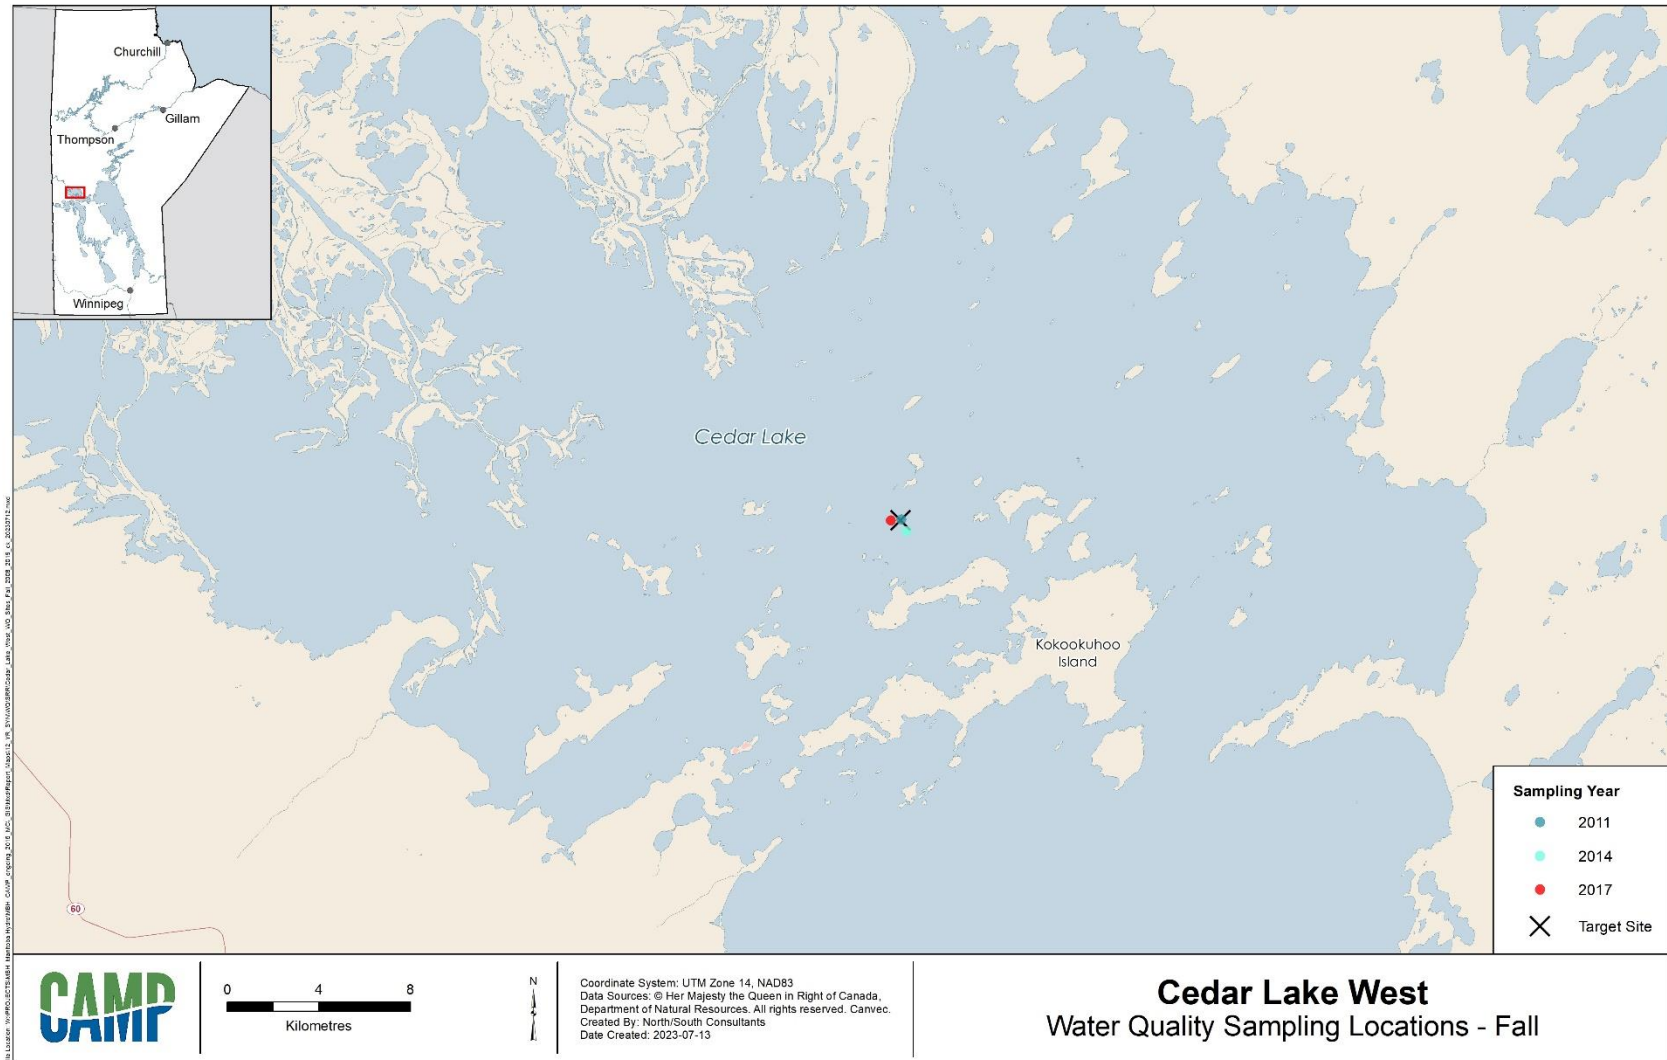 Churchill
Gillam
Thompson
Winnipeg
Cedar Lake
Kokookuhoo
Island
60
Sampling Year
2011
2014
2017
Target Site
CAMP
0 4 8
Kilometres
N
Coordinate System: UTM Zone 14, NAD83
Data Sources: © Her Majesty the Queen in Right of Canada,
Department of Natural Resources. All rights reserved. Canvec.
Created By: North/South Consultants
Date Created: 2023-07-13
Cedar Lake West
Water Quality Sampling Locations - Fall